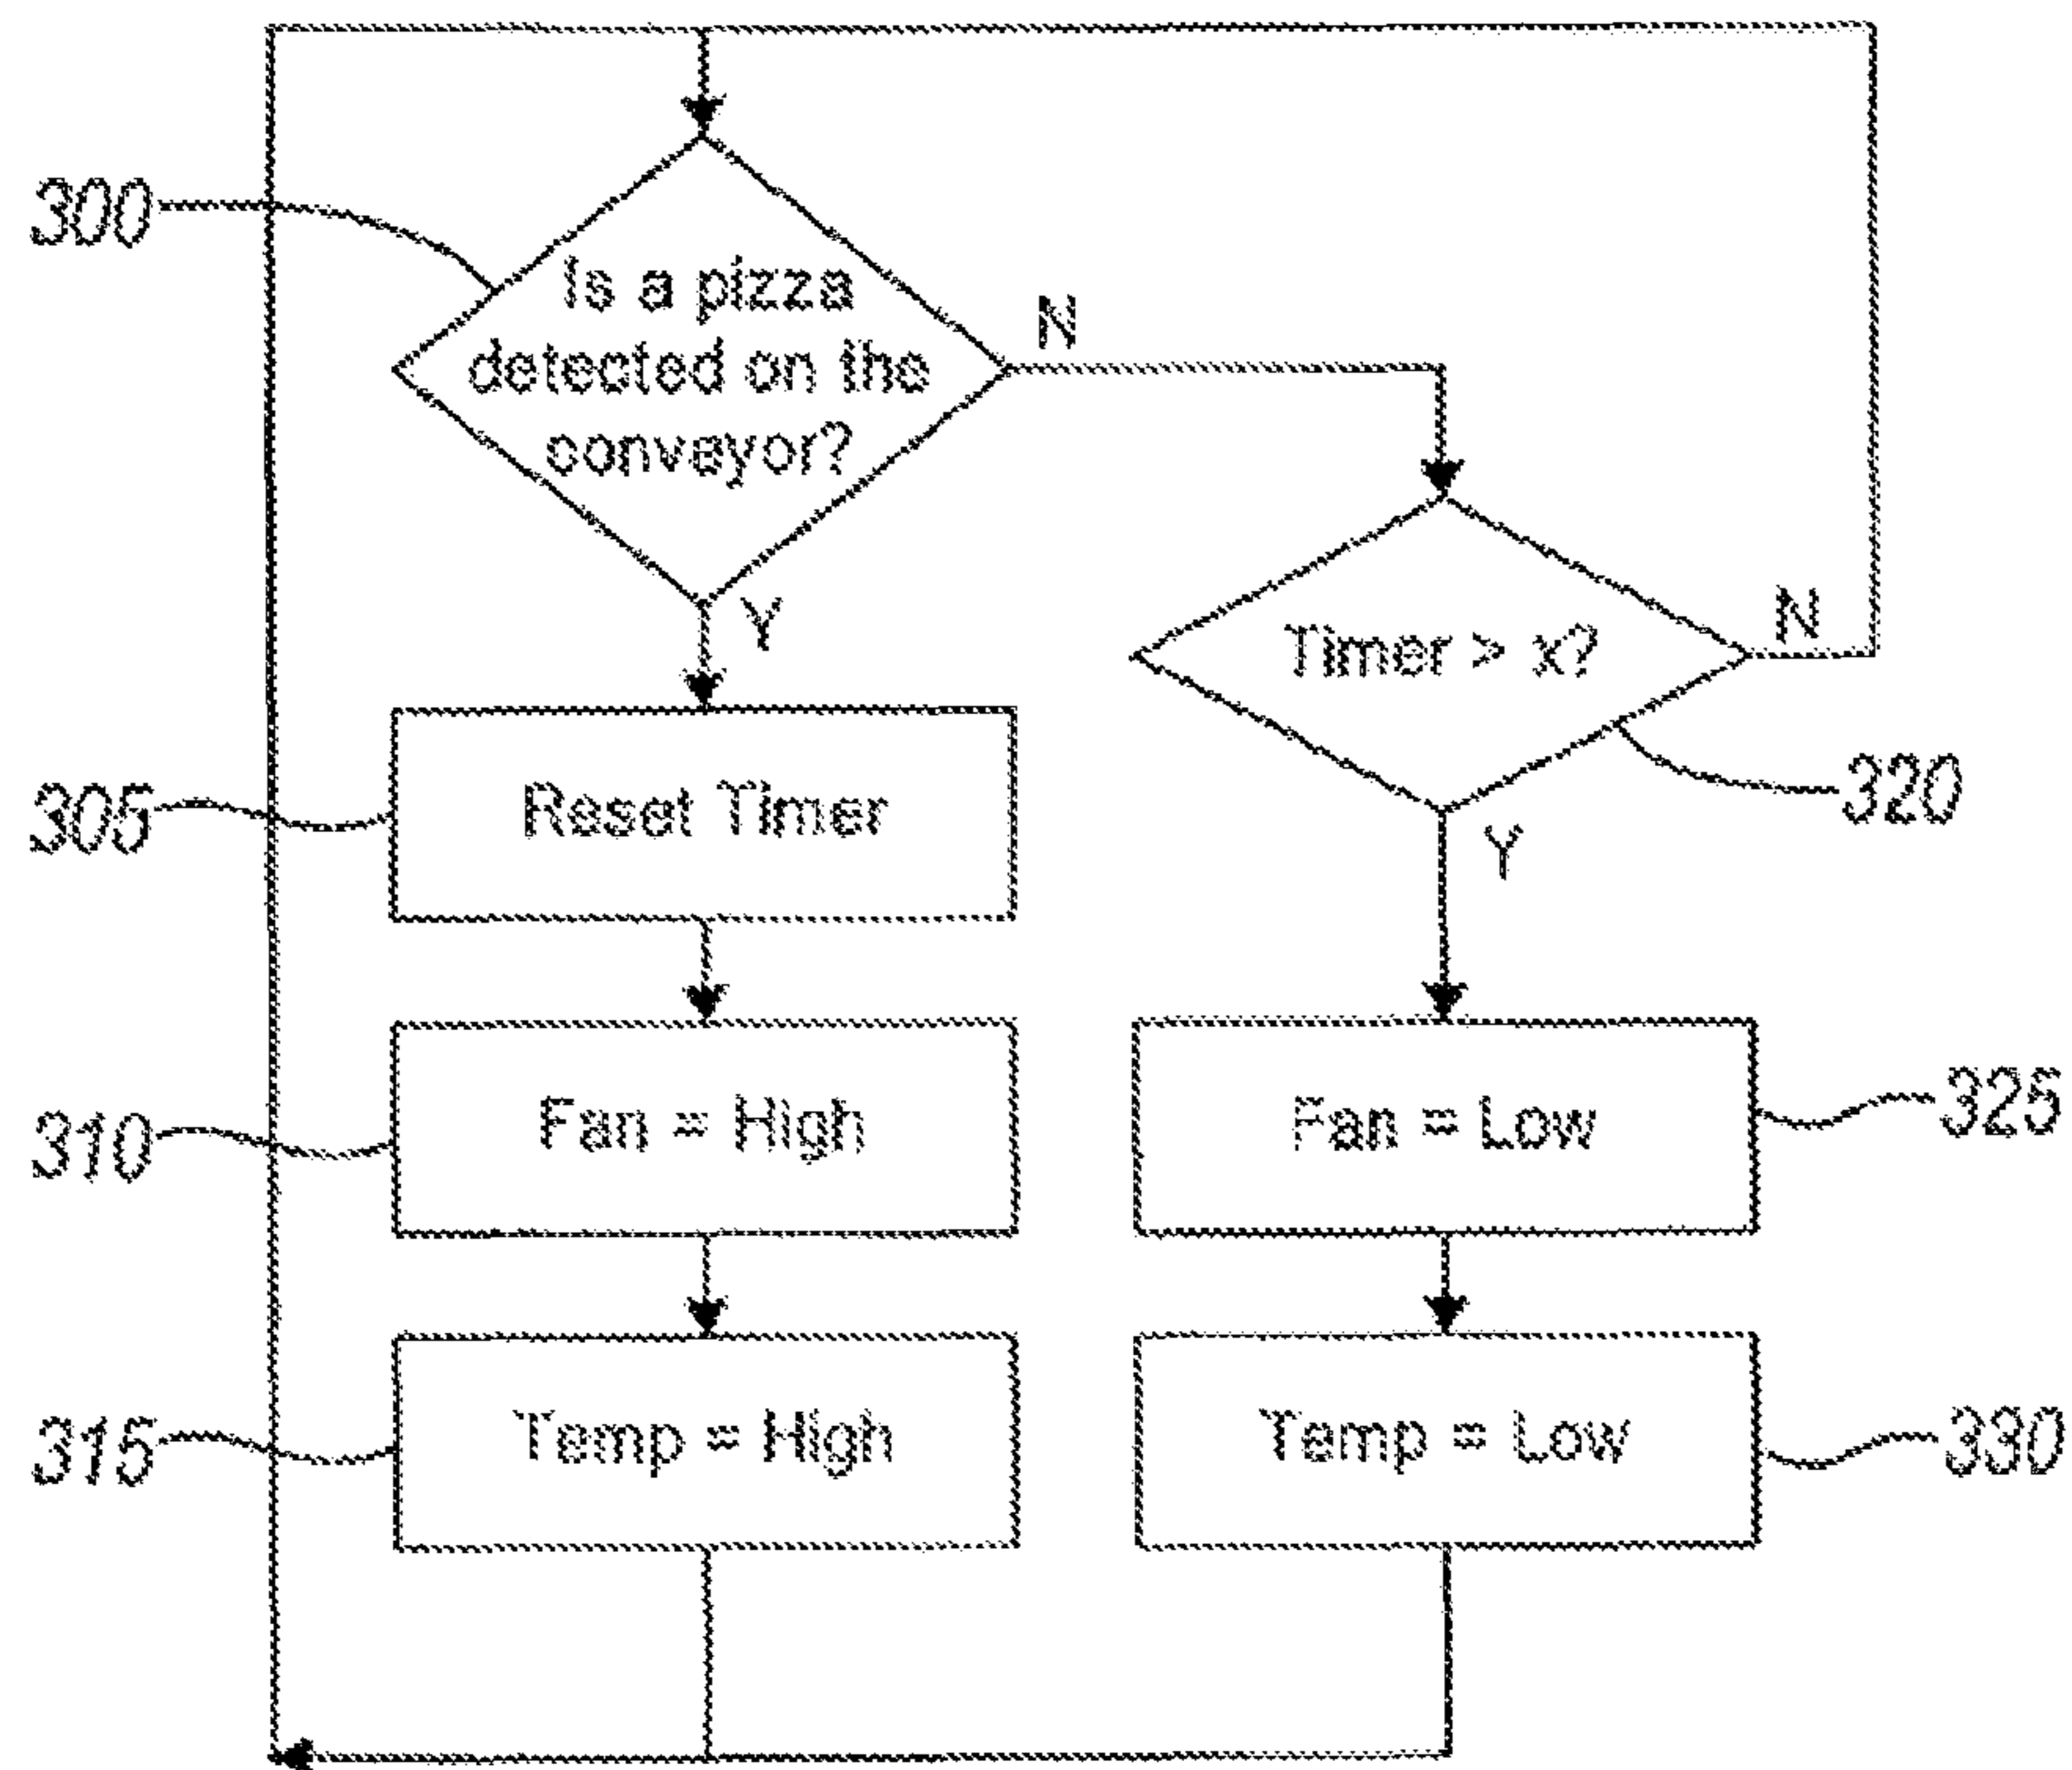 300
Is a pizza
detected on the
conveyor?
N
Y
Timer > x?
N
320
Y
305
Reset Timer
310
Fan = High
Fan = Low
325
315
Temp = High
Temp = Low
330